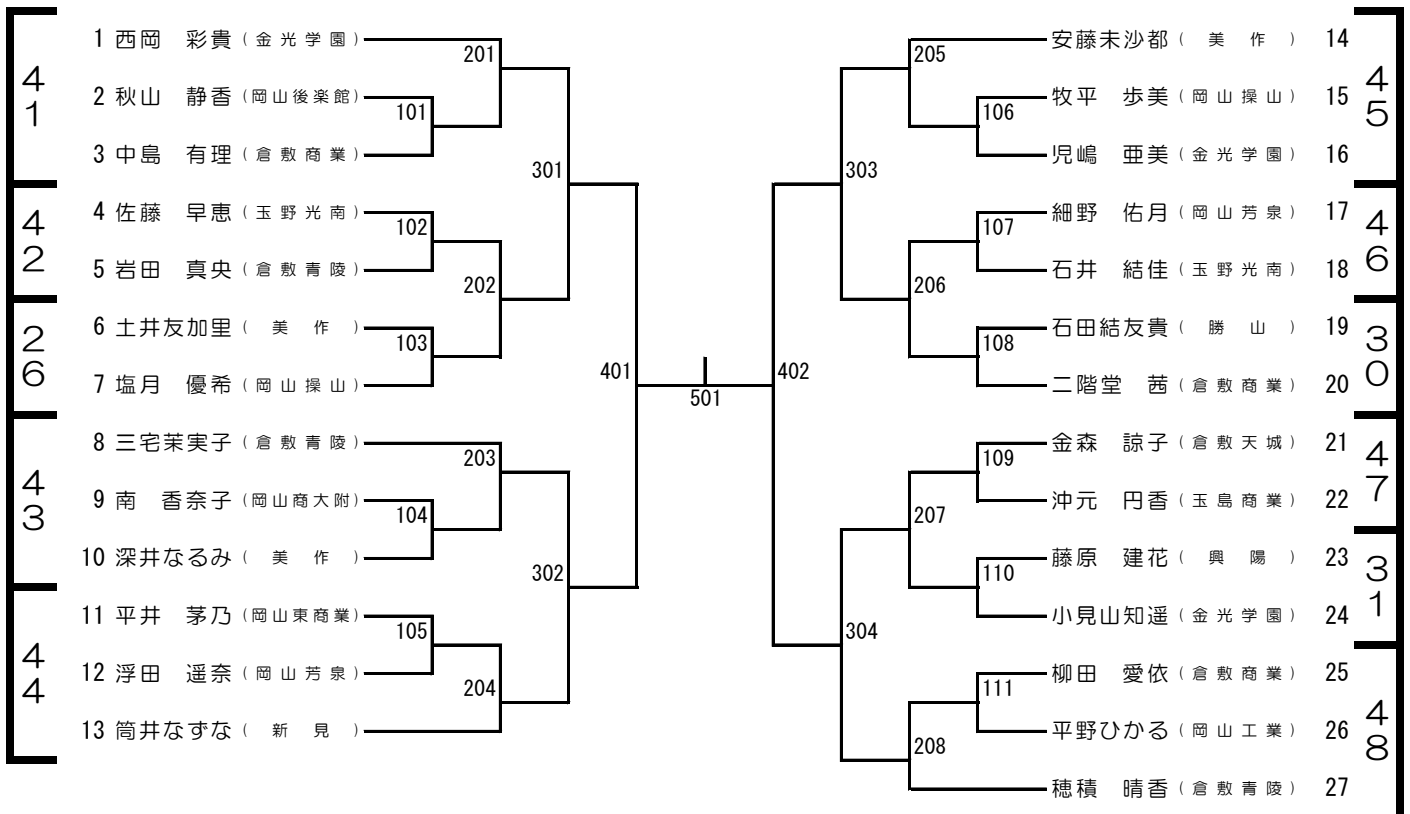 41
1 西岡 彩貴 (金光学園)
2 秋山 静香 (岡山後楽館)
3 中島 有理 (倉敷商業)
42
4 佐藤 早恵 (玉野光南)
5 岩田 真央 (倉敷青陵)
26
6 土井友加里 (美作)
7 塩月 優希 (岡山操山)
43
8 三宅茉実子 (倉敷青陵)
9 南 香奈子 (岡山商大附)
10 深井なるみ (美作)
44
11 平井 茅乃 (岡山東商業)
12 浮田 遥奈 (岡山芳泉)
13 筒井なずな (新見)
101
102
103
104
105
201
202
203
204
301
302
401
501
402
303
304
205
206
207
208
106
107
108
109
110
111
安藤未沙都 (美作) 14
牧平 歩美 (岡山操山) 15
児嶋 亜美 (金光学園) 16
45
細野 佑月 (岡山芳泉) 17
石井 結佳 (玉野光南) 18
46
石田結友貴 (勝山) 19
二階堂 茜 (倉敷商業) 20
30
金森 諒子 (倉敷天城) 21
沖元 円香 (玉島商業) 22
47
藤原 建花 (興陽) 23
小見山知遥 (金光学園) 24
31
柳田 愛依 (倉敷商業) 25
平野ひかる (岡山工業) 26
穂積 晴香 (倉敷青陵) 27
48